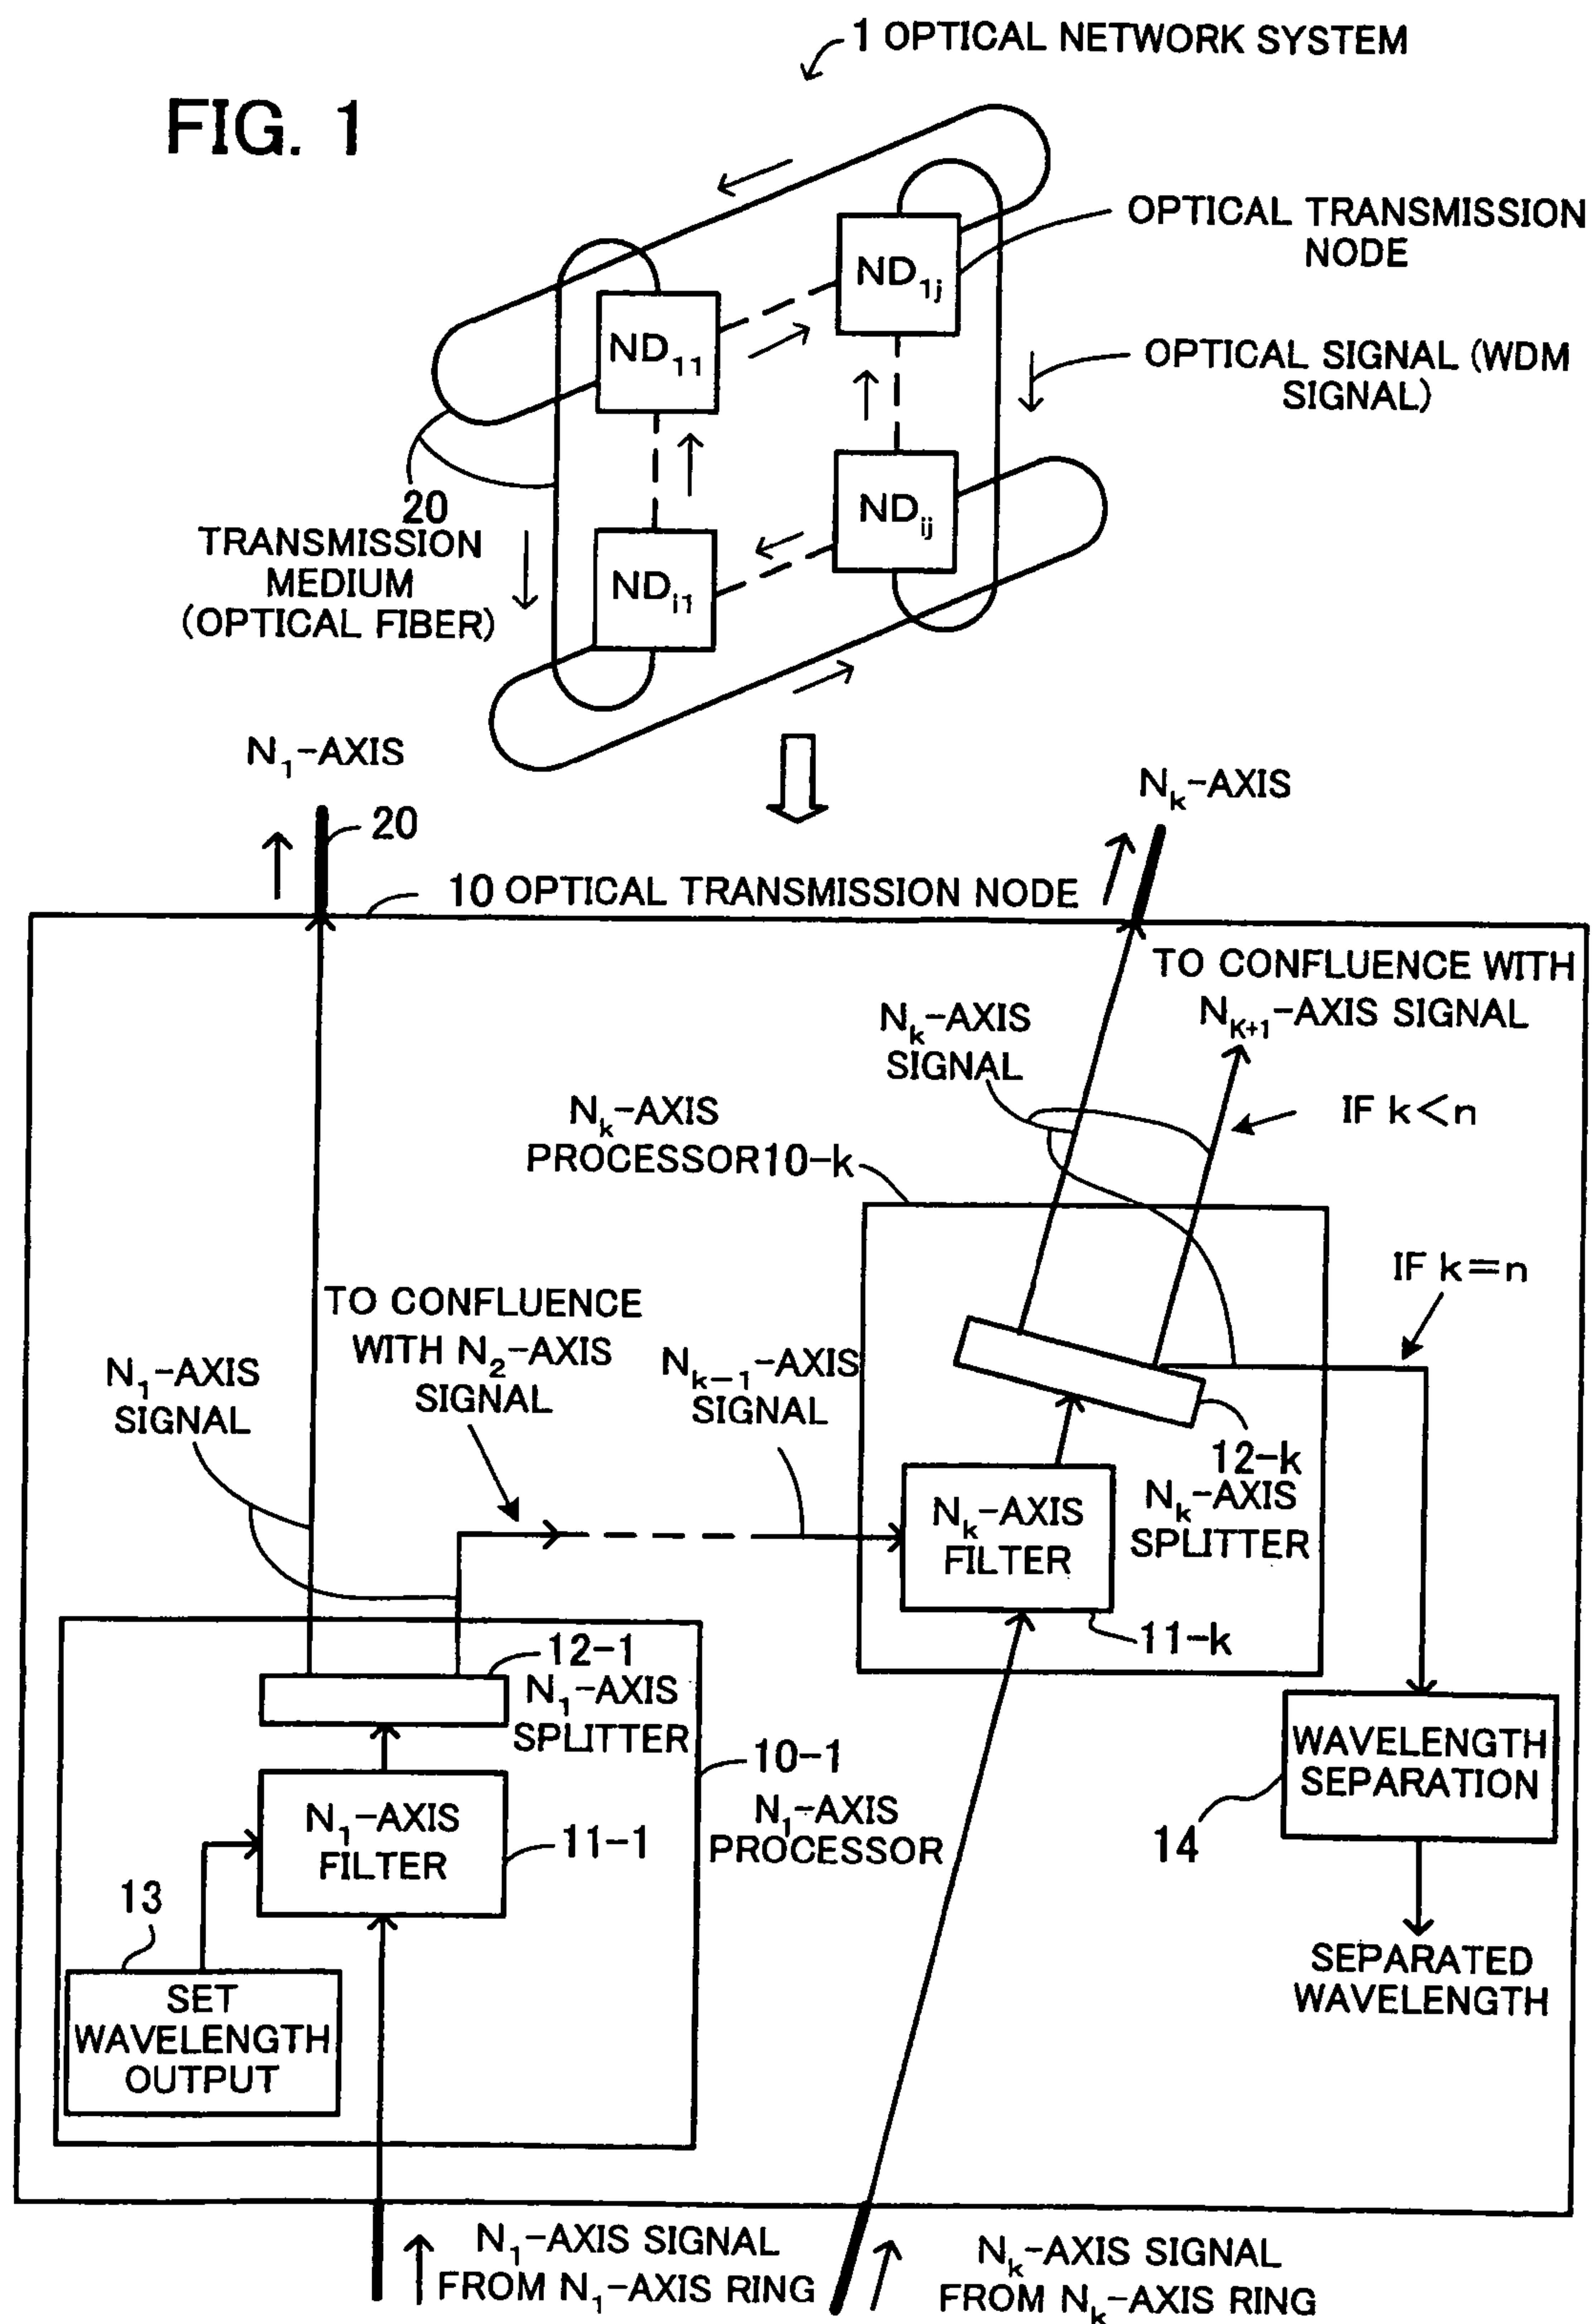 1 OPTICAL NETWORK SYSTEM
FIG. 1
OPTICAL TRANSMISSION
NODE
ND1j
ND11
OPTICAL SIGNAL (WDM
SIGNAL)
20
TRANSMISSION
MEDIUM
(OPTICAL FIBER)
NDij
NDi1
N1-AXIS
Nk-AXIS
20
10 OPTICAL TRANSMISSION NODE
TO CONFLUENCE WITH
NK+1-AXIS SIGNAL
Nk-AXIS
SIGNAL
IF k<n
Nk-AXIS
PROCESSOR10-k
IF k=n
TO CONFLUENCE
WITH N2-AXIS
SIGNAL
N1-AXIS
SIGNAL
Nk-1-AXIS
SIGNAL
12-k
Nk-AXIS
SPLITTER
Nk-AXIS
FILTER
11-k
12-1
N1-AXIS
SPLITTER
10-1
N1-AXIS
PROCESSOR
WAVELENGTH
SEPARATION
14
N1-AXIS
FILTER
11-1
13
SET
WAVELENGTH
OUTPUT
SEPARATED
WAVELENGTH
N1-AXIS SIGNAL
FROM N1-AXIS RING
Nk-AXIS SIGNAL
FROM Nk-AXIS RING